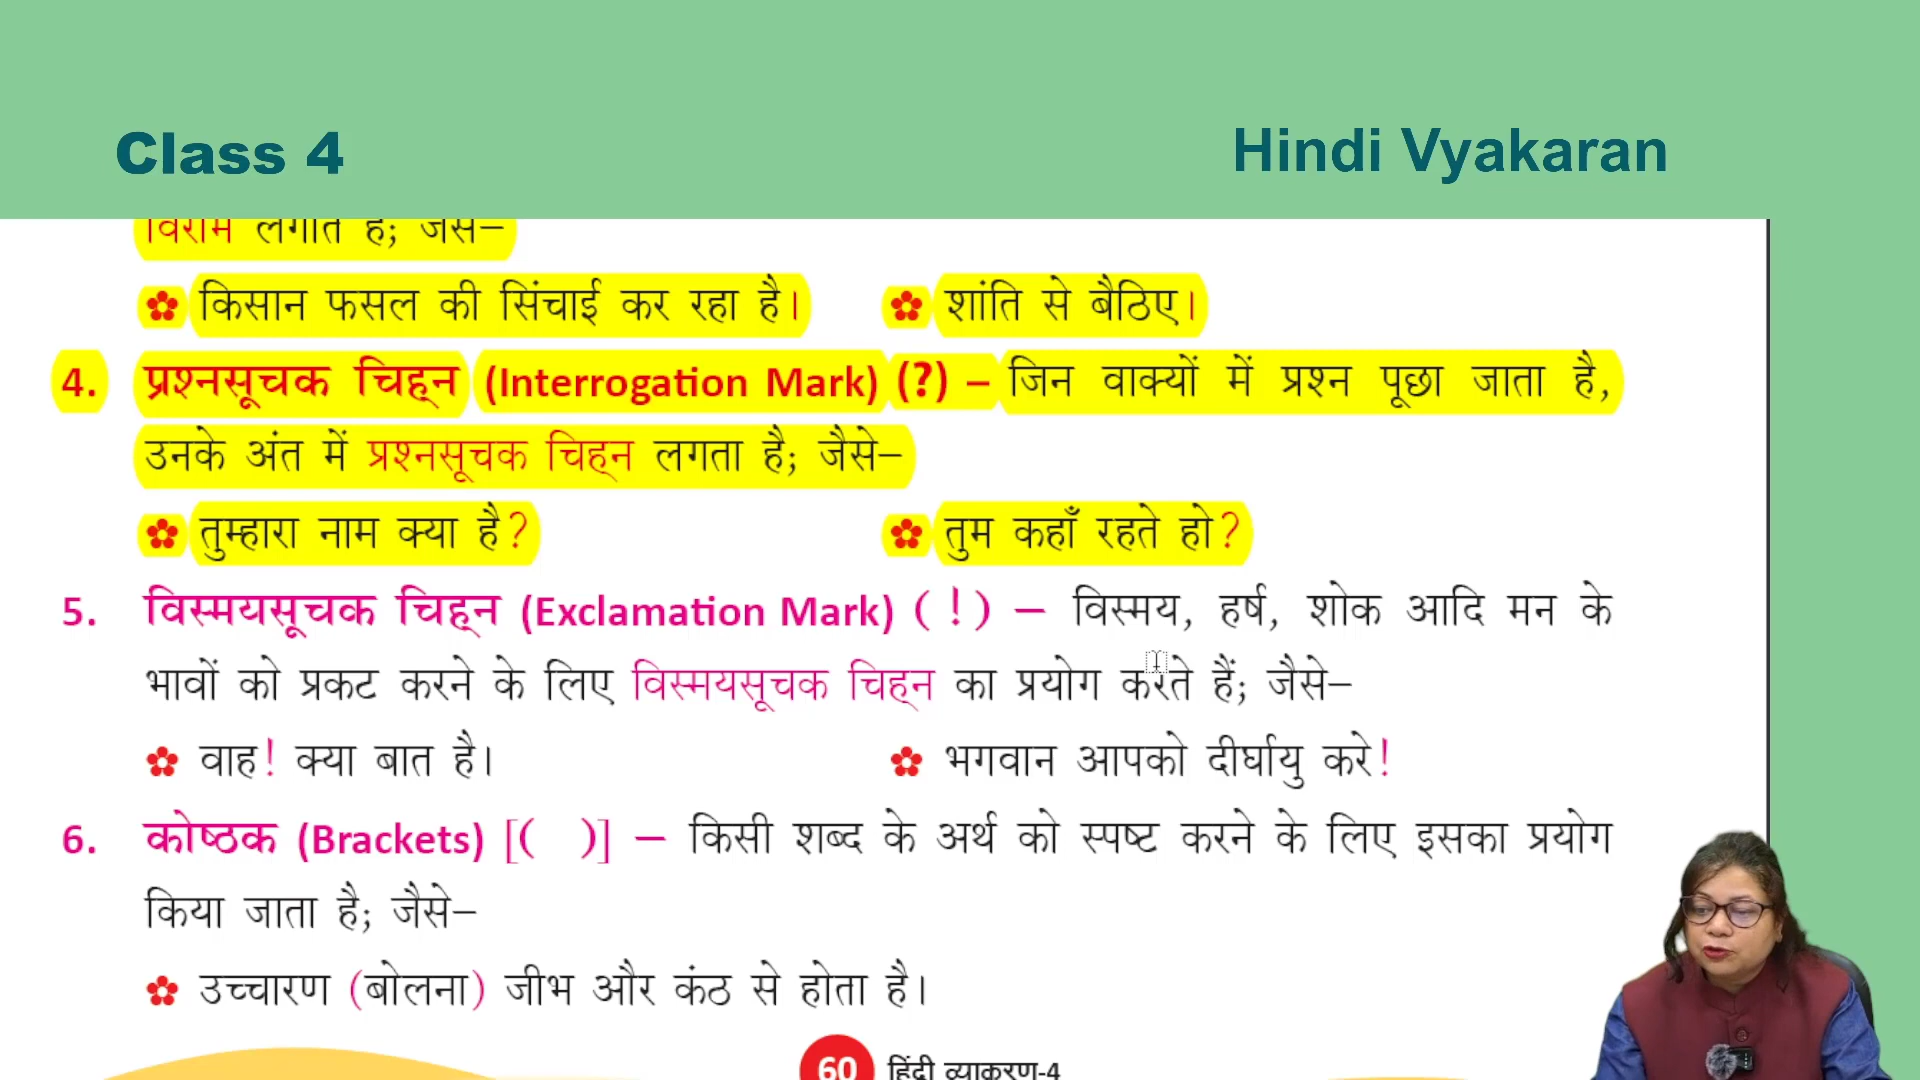 Class 4
Hindi Vyakaran
विराम लगाते हैं; जैसे–
किसान फसल की सिंचाई कर रहा है।
शांति से बैठिए।
4. प्रश्नसूचक चिह्न (Interrogation Mark) (?) – जिन वाक्यों में प्रश्न पूछा जाता है,
उनके अंत में प्रश्नसूचक चिह्न लगता है; जैसे–
तुम्हारा नाम क्या है?
तुम कहाँ रहते हो?
5. विस्मयसूचक चिह्न (Exclamation Mark) ( ! ) – विस्मय, हर्ष, शोक आदि मन के
भावों को प्रकट करने के लिए विस्मयसूचक चिह्न का प्रयोग करते हैं; जैसे–
वाह! क्या बात है।
भगवान आपको दीर्घायु करे!
6. कोष्ठक (Brackets) [( )] – किसी शब्द के अर्थ को स्पष्ट करने के लिए इसका प्रयोग
किया जाता है; जैसे–
उच्चारण (बोलना) जीभ और कंठ से होता है।
60 हिंदी व्याकरण-4